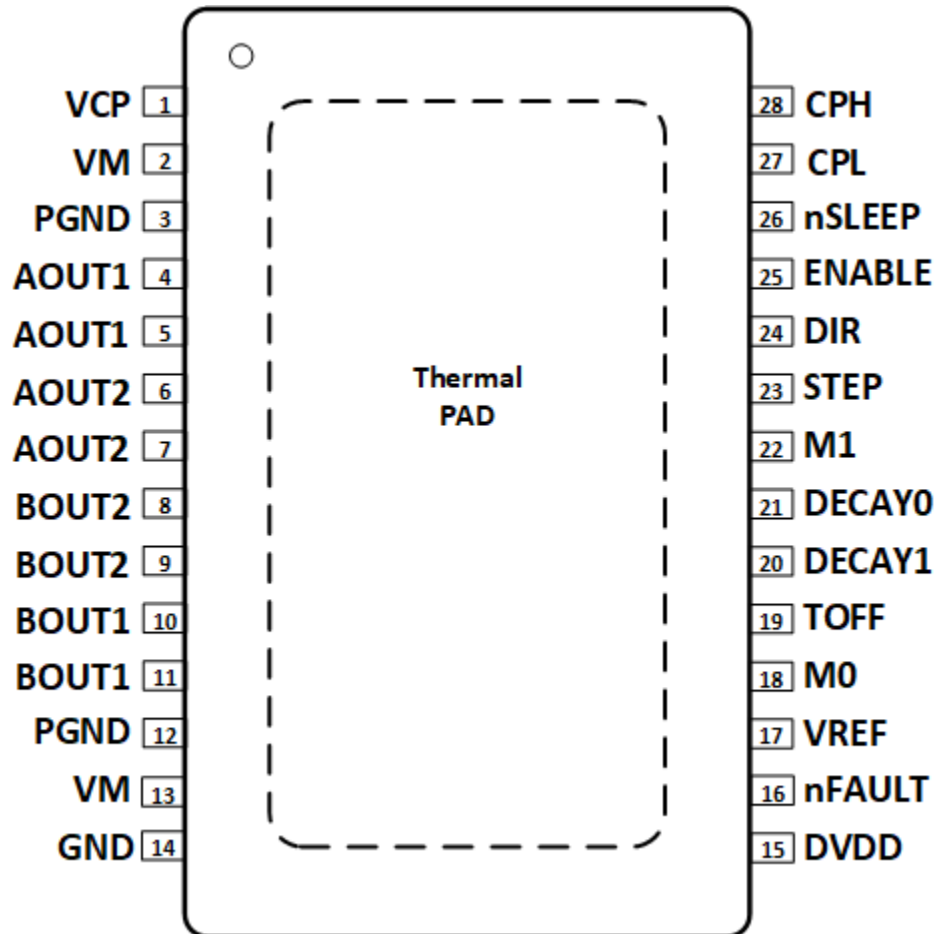 VCP 1
VM 2
PGND 3
AOUT1 4
AOUT1 5
AOUT2 6
AOUT2 7
BOUT2 8
BOUT2 9
BOUT1 10
BOUT1 11
PGND 12
VM 13
GND 14
Thermal
PAD
28 CPH
27 CPL
26 nSLEEP
25 ENABLE
24 DIR
23 STEP
22 M1
21 DECAY0
20 DECAY1
19 TOFF
18 M0
17 VREF
16 nFAULT
15 DVDD